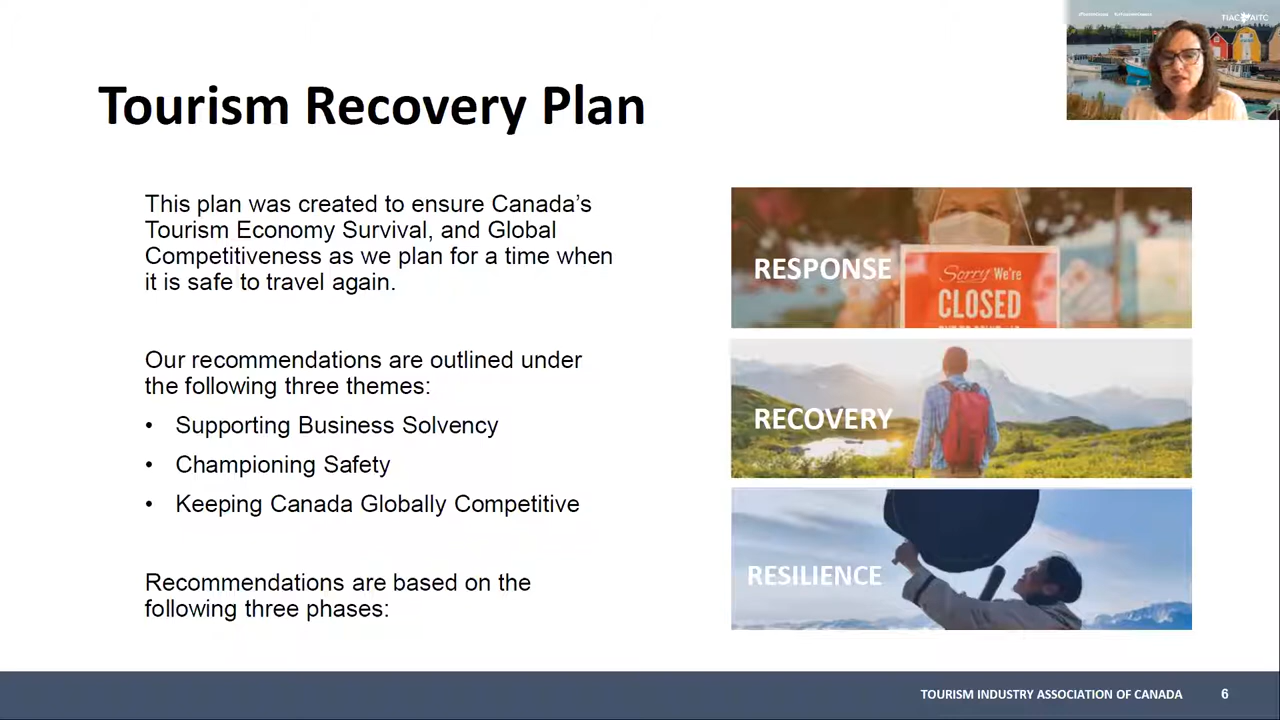 TIAC AITC
Tourism Recovery Plan
This plan was created to ensure Canada’s
Tourism Economy Survival, and Global
Competitiveness as we plan for a time when
it is safe to travel again.
Our recommendations are outlined under
the following three themes:
• Supporting Business Solvency
• Championing Safety
• Keeping Canada Globally Competitive
Recommendations are based on the
following three phases:
RESPONSE
Sorry We're
CLOSED
RECOVERY
RESILIENCE
TOURISM INDUSTRY ASSOCIATION OF CANADA 6